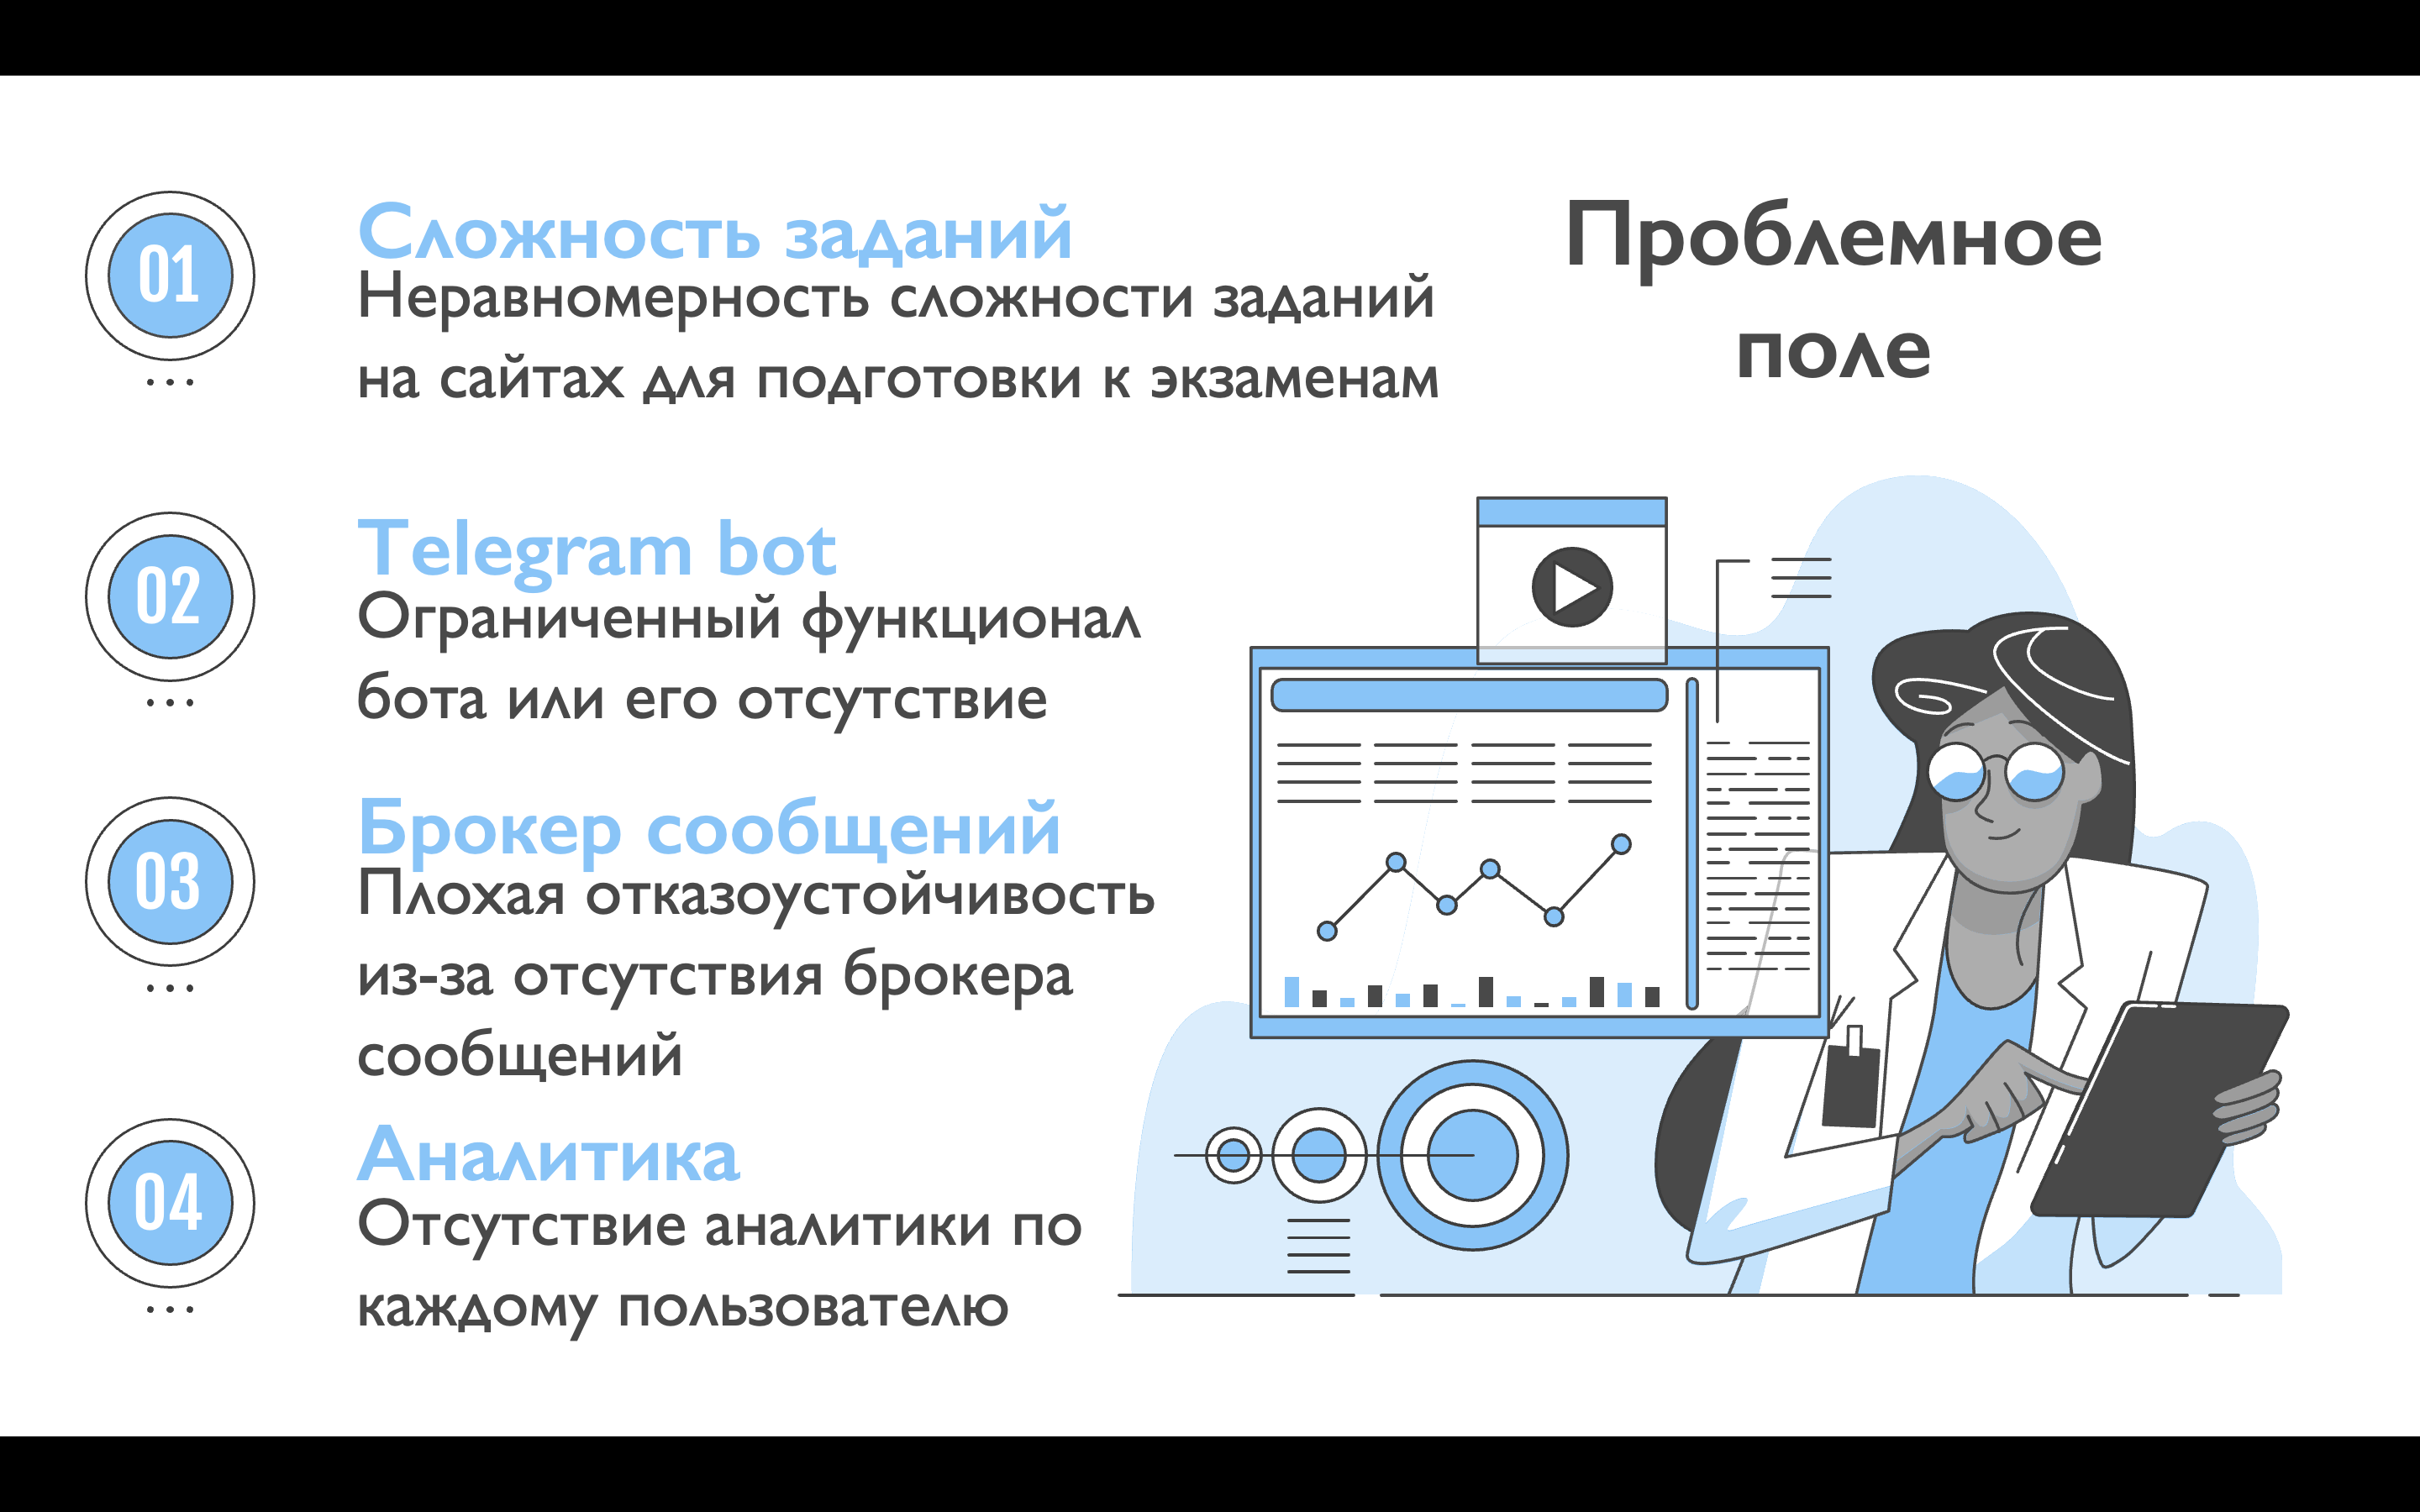 Проблемное
поле
01
Сложность заданий
Неравномерность сложности заданий
на сайтах для подготовки к экзаменам
02
Telegram bot
Ограниченный функционал
бота или его отсутствие
03
Брокер сообщений
Плохая отказоустойчивость
из-за отсутствия брокера
сообщений
04
Аналитика
Отсутствие аналитики по
каждому пользователю